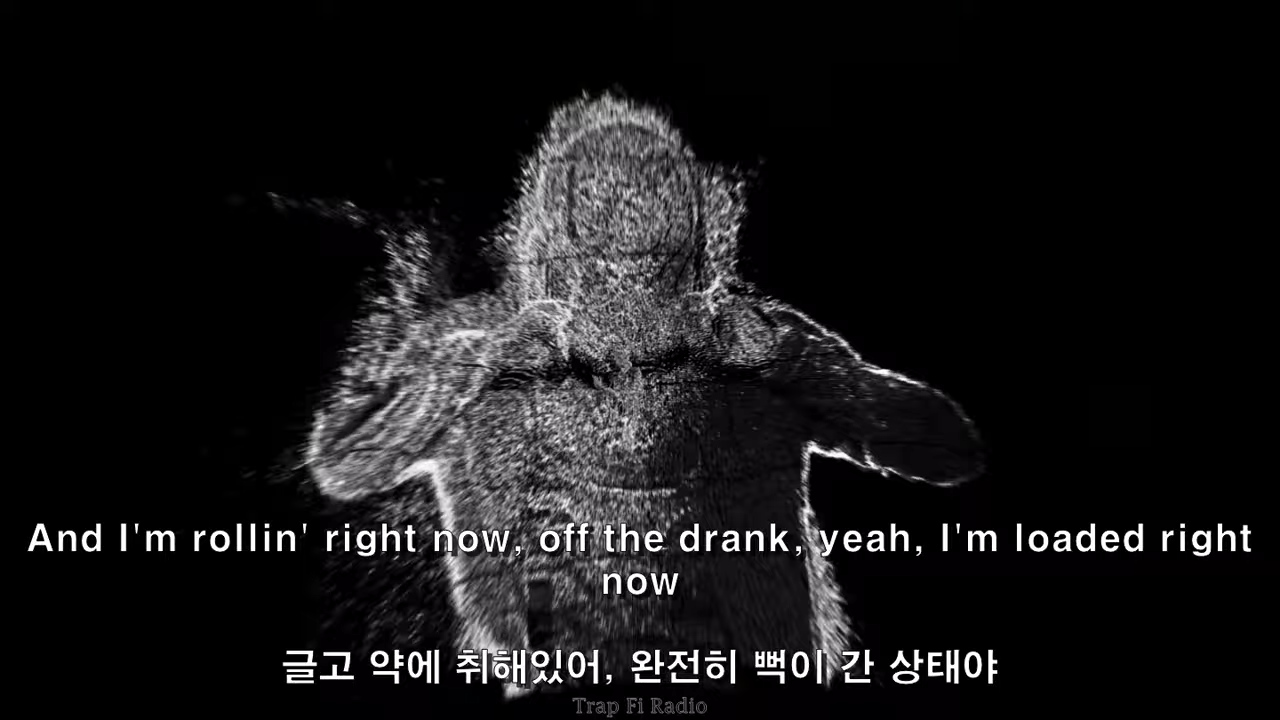 And I'm rollin' right now, off the drank, yeah, I'm loaded right
now
글고 약에 취해있어, 완전히 뻑이 간 상태야
Trap Fi Radio